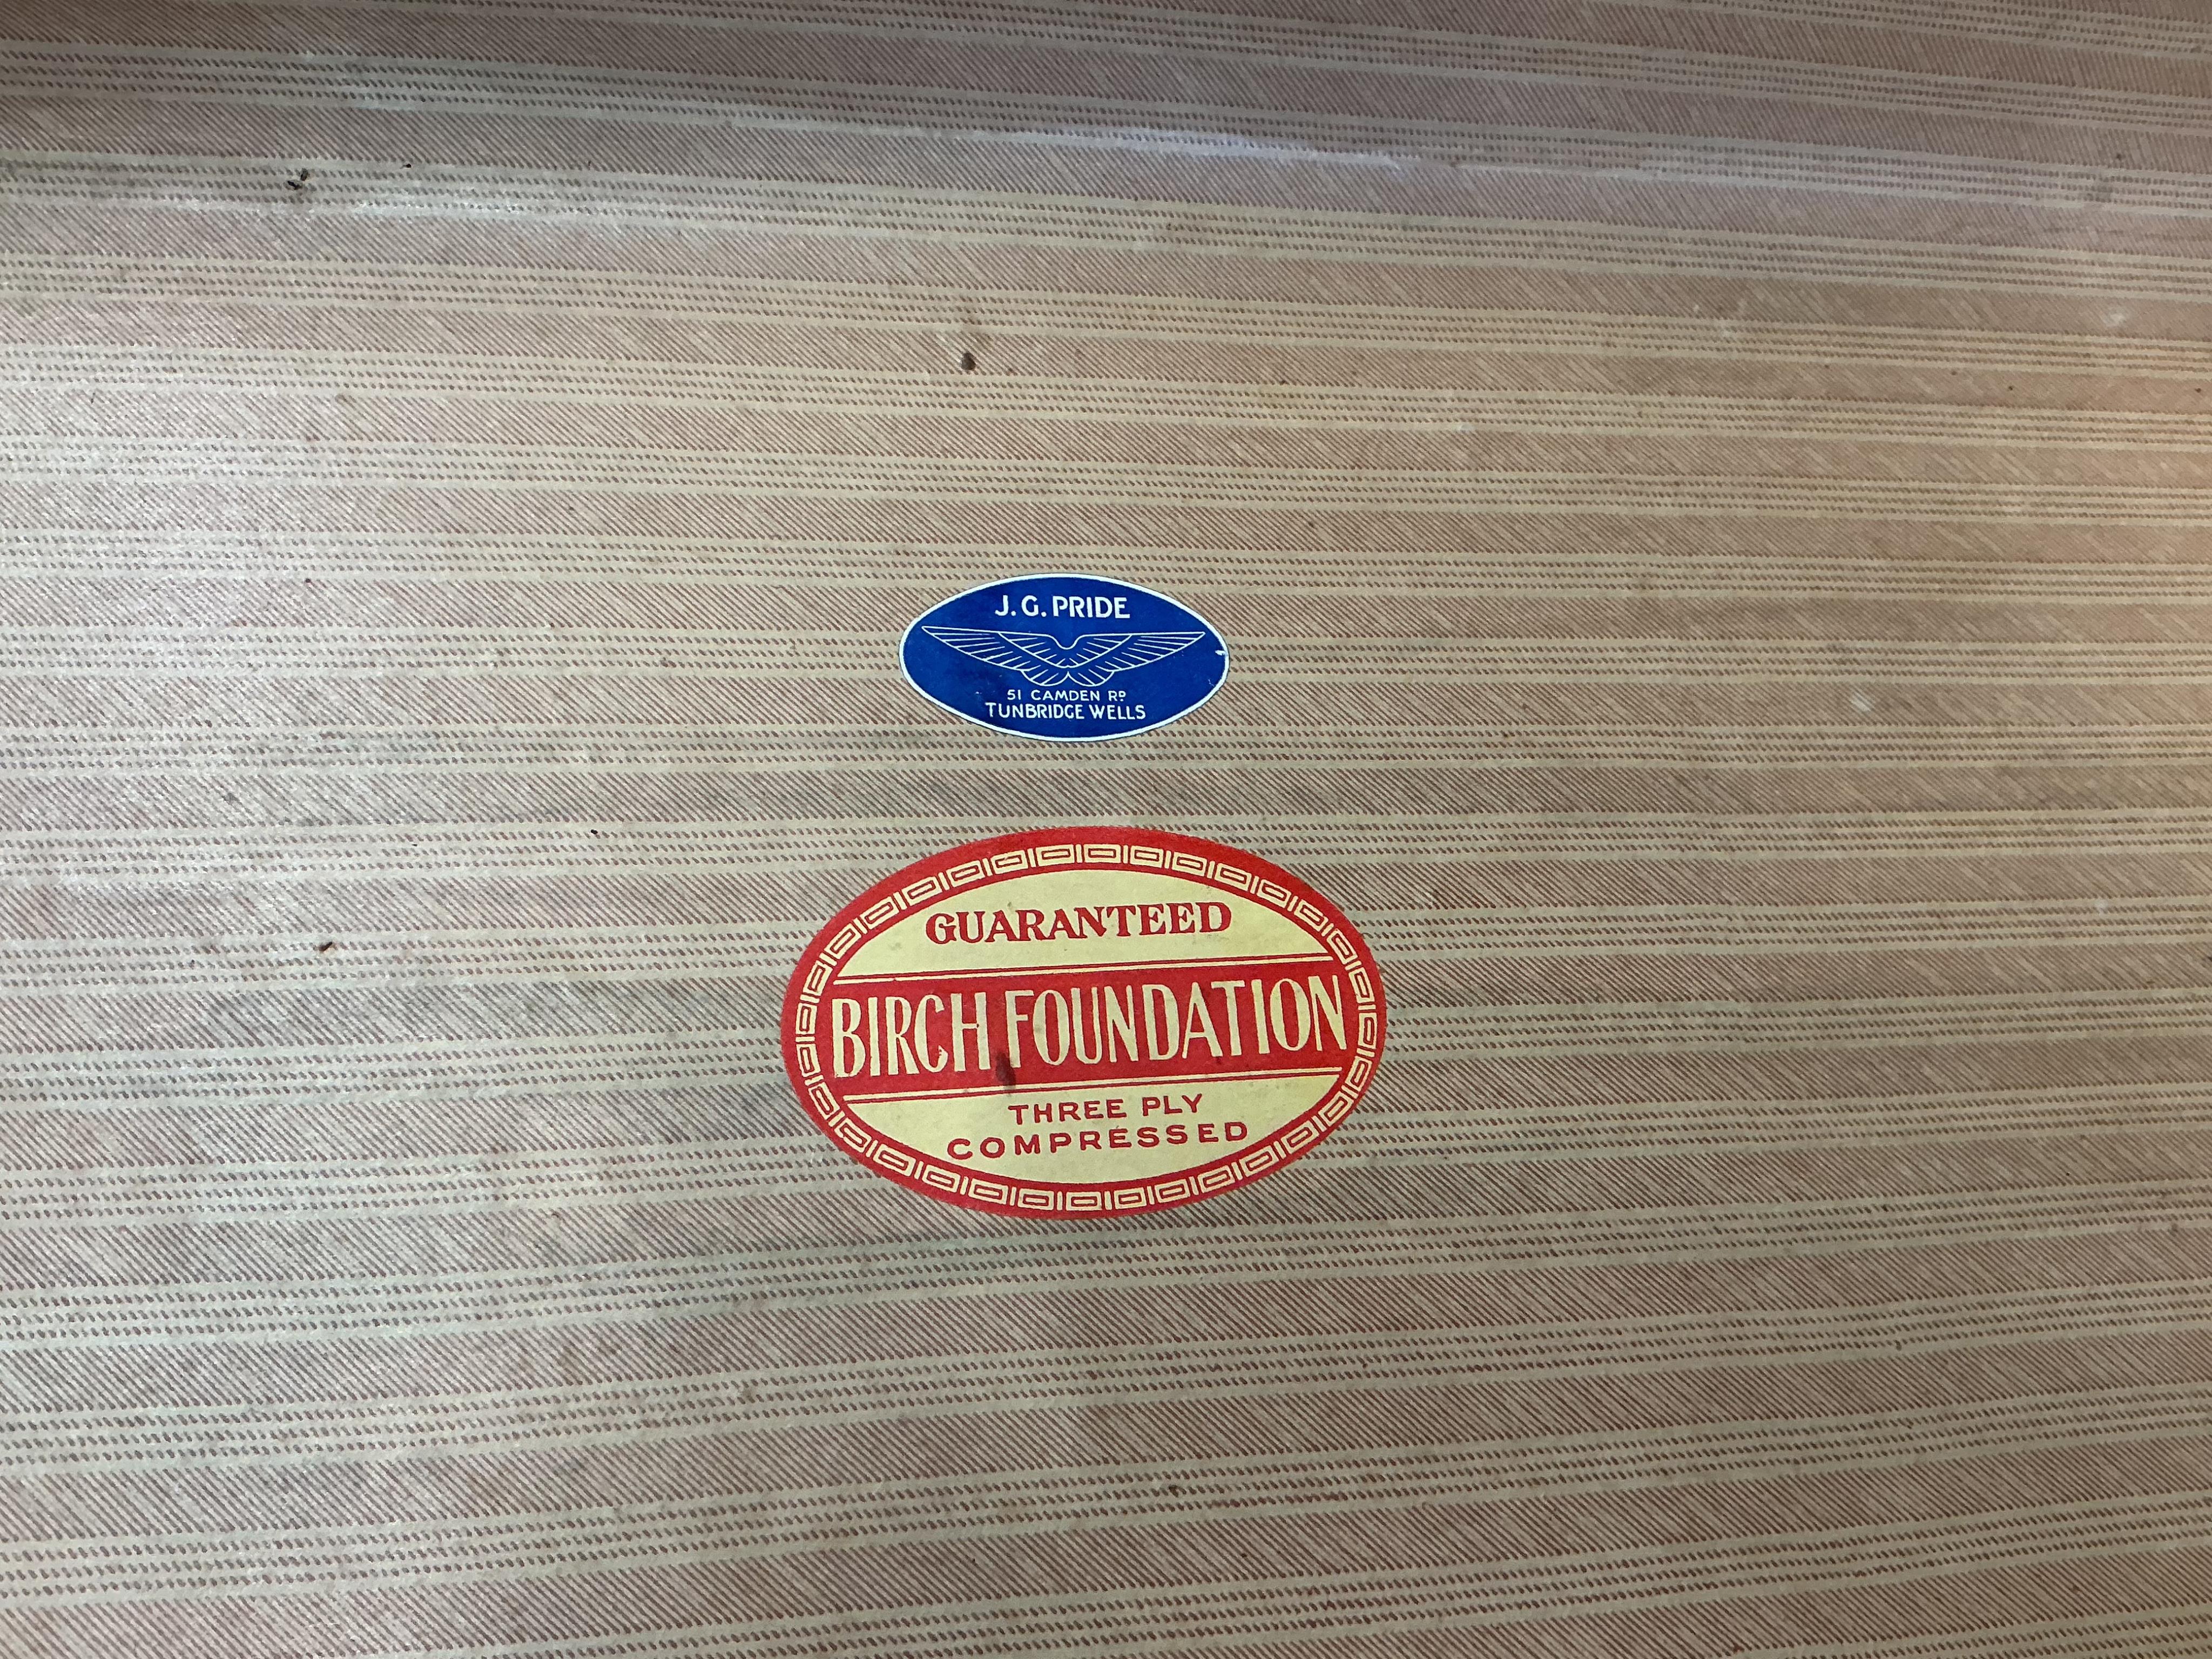 J. G. PRIDE
51 CAMDEN RD
TUNBRIDGE WELLS
GUARANTEED
BIRCH FOUNDATION
THREE PLY
COMPRESSED